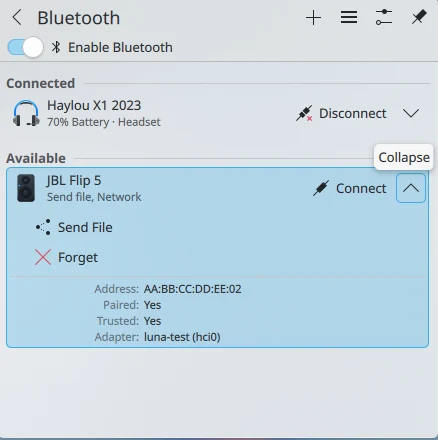 Bluetooth
Enable Bluetooth
Connected
Haylou X1 2023
70% Battery · Headset
Disconnect
Available
Collapse
JBL Flip 5
Send file, Network
Connect
Send File
Forget
Address: AA:BB:CC:DD:EE:02
Paired: Yes
Trusted: Yes
Adapter: luna-test (hci0)